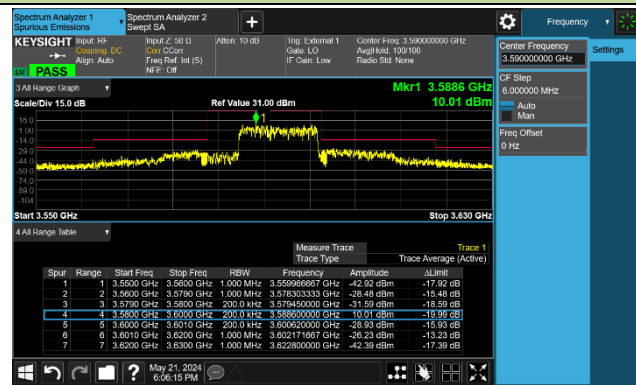 Spectrum Analyzer 1
Spurious Emissions
Spectrum Analyzer 2
Swept SA
+
Frequency
KEYSIGHT
Input: RF
Coupling: DC
Align: Auto
Input Z: 50 Ω
Corr CCorr
Freq Ref: Int (S)
NFE: Off
Atten: 10 dB
Trig: External 1
Gate: LO
IF Gain: Low
Center Freq: 3.590000000 GHz
Avg|Hold: 100/100
Radio Std: None
PASS
Center Frequency
3.590000000 GHz
Settings
CF Step
6.000000 MHz
Auto
Man
Freq Offset
0 Hz
3 All Range Graph
Scale/Div 15.0 dB
Ref Value 31.00 dBm
Mkr1 3.5886 GHz
10.01 dBm
1
16.0
1.00
-14.0
-29.0
-44.0
-59.0
-74.0
-89.0
-104
Start 3.550 GHz
Stop 3.630 GHz
4 All Range Table
Measure Trace Trace 1
Trace Type Trace Average (Active)
Spur Range Start Freq Stop Freq RBW Frequency Amplitude ΔLimit
1 1 3.5500 GHz 3.5600 GHz 1.000 MHz 3.559966667 GHz -42.92 dBm -17.92 dB
2 2 3.5600 GHz 3.5790 GHz 1.000 MHz 3.578303333 GHz -28.48 dBm -15.48 dB
3 3 3.5790 GHz 3.5800 GHz 200.0 kHz 3.579450000 GHz -31.59 dBm -18.59 dB
4 4 3.5800 GHz 3.6000 GHz 200.0 kHz 3.588600000 GHz 10.01 dBm -19.99 dB
5 5 3.6000 GHz 3.6010 GHz 200.0 kHz 3.600620000 GHz -28.93 dBm -15.93 dB
6 6 3.6010 GHz 3.6200 GHz 1.000 MHz 3.602171667 GHz -26.23 dBm -13.23 dB
7 7 3.6200 GHz 3.6300 GHz 1.000 MHz 3.622800000 GHz -42.39 dBm -17.39 dB
?
May 21, 2024
6:06:15 PM